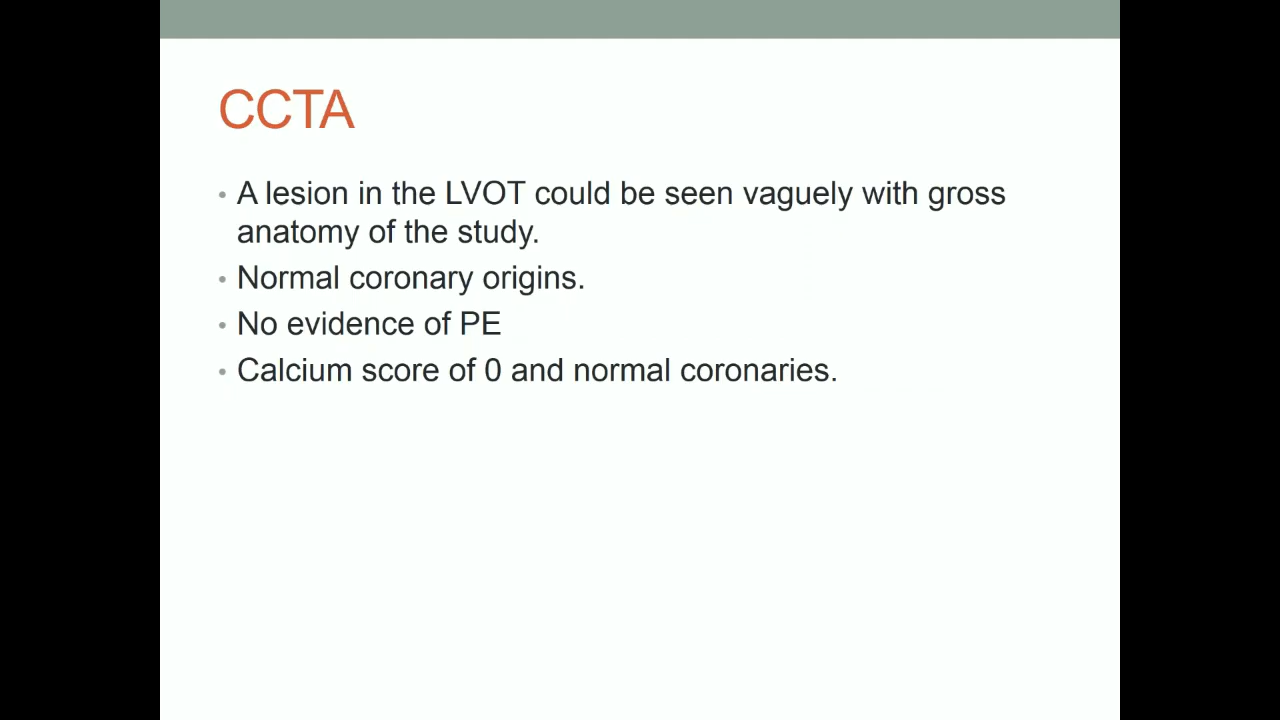 CCTA
• A lesion in the LVOT could be seen vaguely with gross
anatomy of the study.
• Normal coronary origins.
• No evidence of PE
• Calcium score of 0 and normal coronaries.